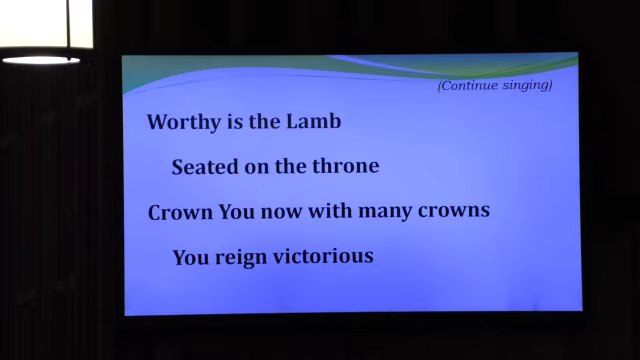 (Continue singing)
Worthy is the Lamb
Seated on the throne
Crown You now with many crowns
You reign victorious